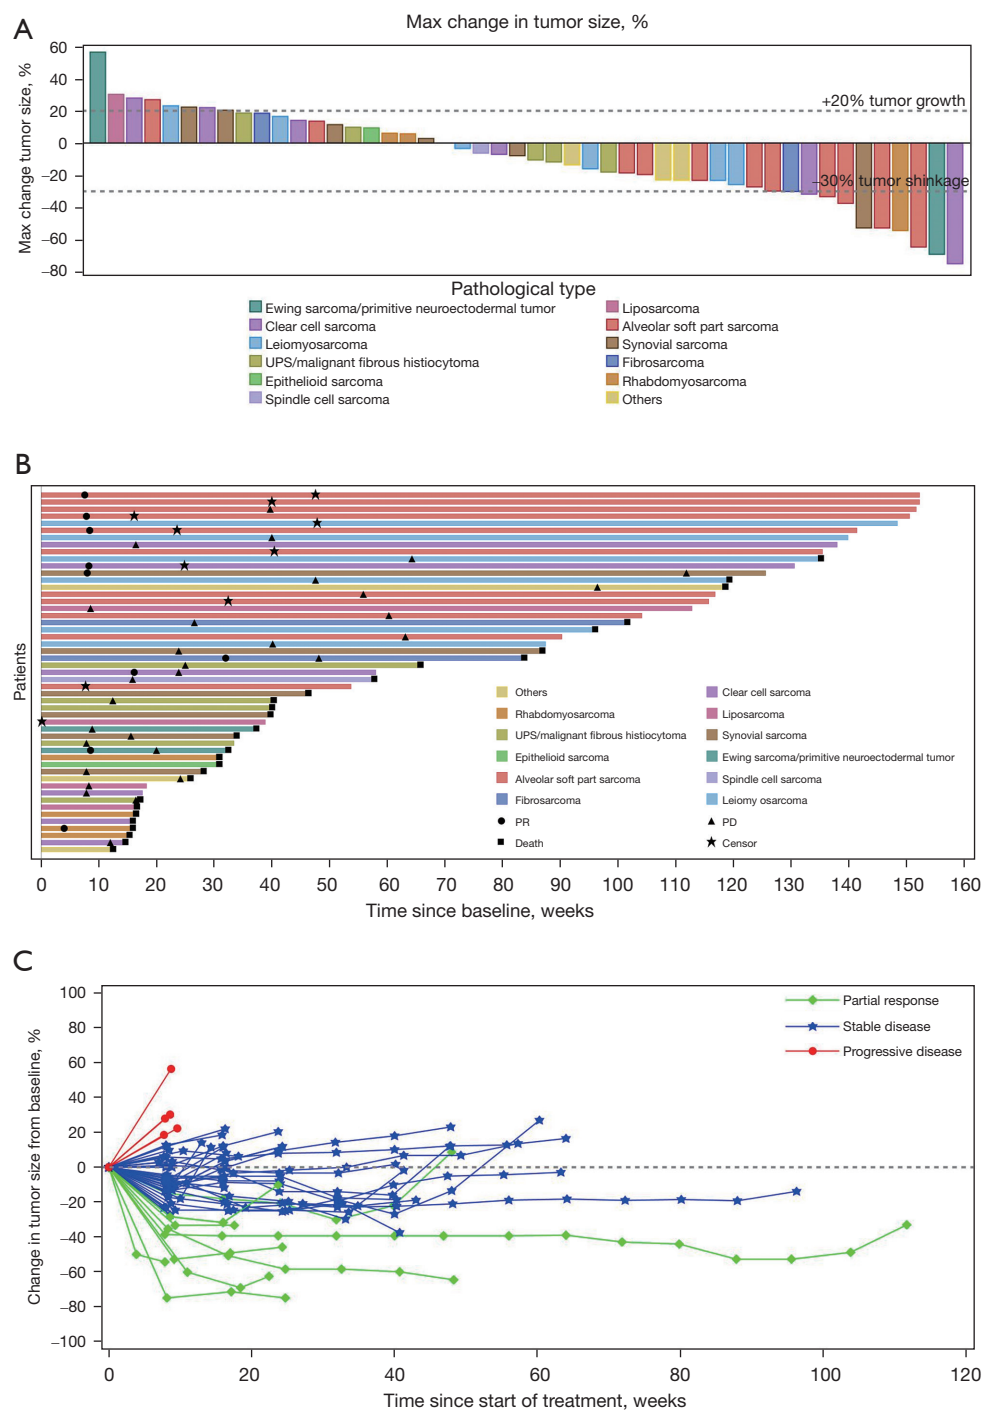 A
Max change in tumor size, %
Max change tumor size, %
60
40
20
0
−20
−40
−60
−80
+20% tumor growth
−30% tumor shinkage
Pathological type
Ewing sarcoma/primitive neuroectodermal tumor
Liposarcoma
Clear cell sarcoma
Alveolar soft part sarcoma
Leiomyosarcoma
Synovial sarcoma
UPS/malignant fibrous histiocytoma
Fibrosarcoma
Epithelioid sarcoma
Rhabdomyosarcoma
Spindle cell sarcoma
Others
B
Patients
Others
Clear cell sarcoma
Rhabdomyosarcoma
Liposarcoma
UPS/malignant fibrous histiocytoma
Synovial sarcoma
Epithelioid sarcoma
Ewing sarcoma/primitive neuroectodermal tumor
Alveolar soft part sarcoma
Spindle cell sarcoma
Fibrosarcoma
Leiomy osarcoma
PR
PD
Death
Censor
0 10 20 30 40 50 60 70 80 90 100 110 120 130 140 150 160
Time since baseline, weeks
C
Change in tumor size from baseline, %
100
80
60
40
20
0
−20
−40
−60
−80
−100
Partial response
Stable disease
Progressive disease
0 20 40 60 80 100 120
Time since start of treatment, weeks